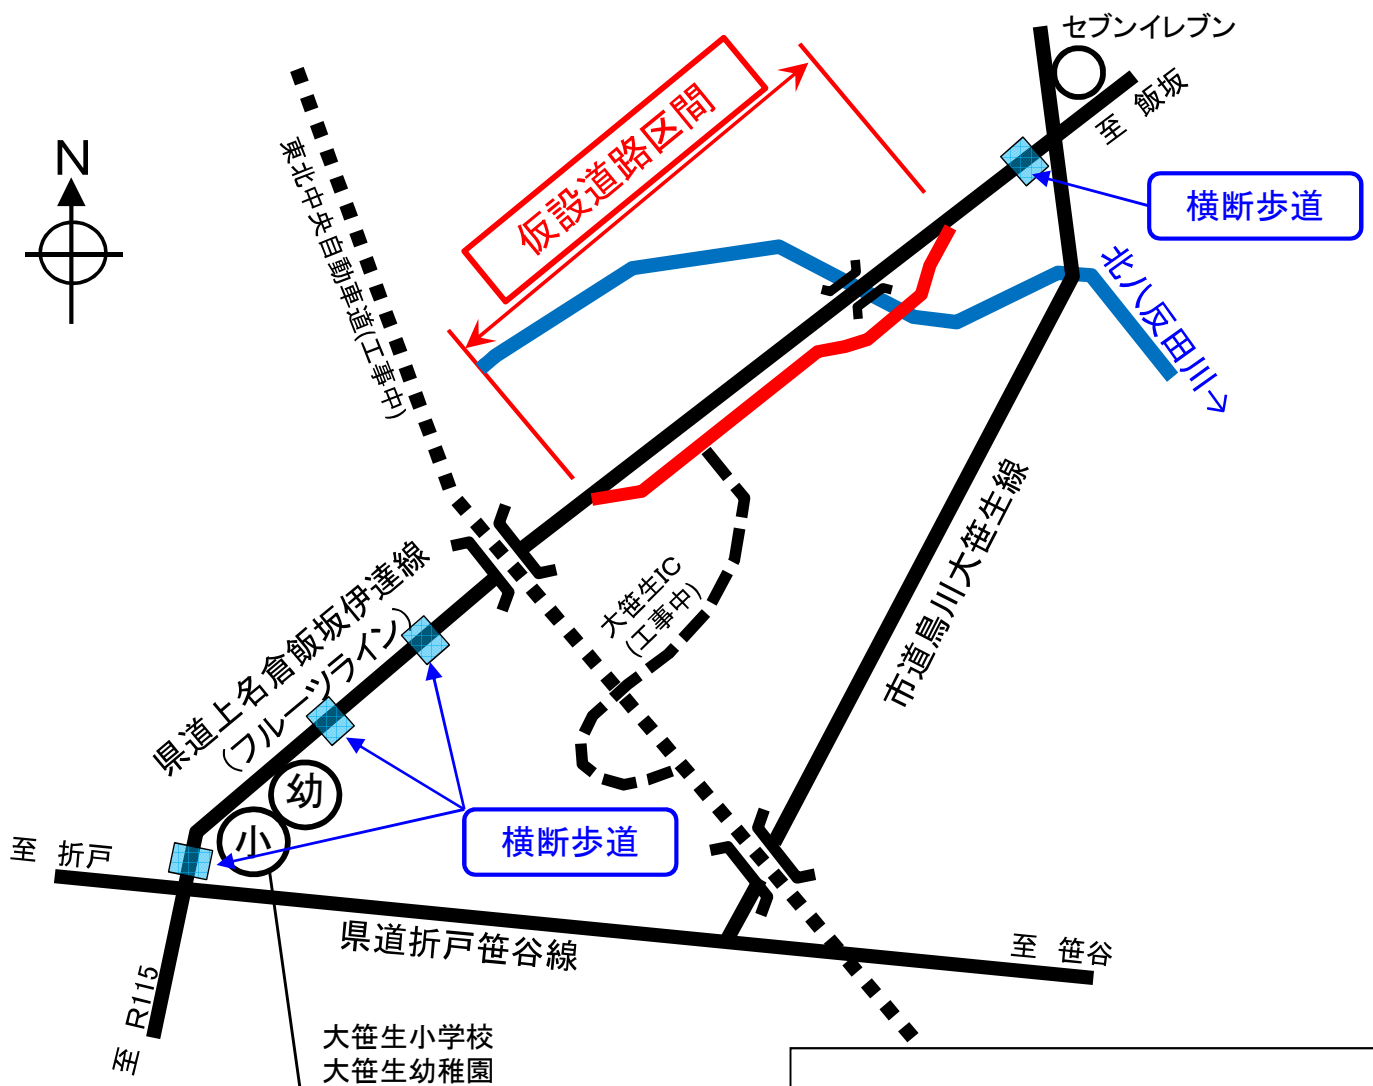 セブンイレブン
至 飯坂
N
仮設道路区間
東北中央自動車道(工事中)
横断歩道
北八反田川→
市道鳥川大笹生線
大笹生IC
(工事中)
県道上名倉飯坂伊達線
(フルーツライン)
幼
小
横断歩道
至 折戸
県道折戸笹谷線
至 笹谷
至 R115
大笹生小学校
大笹生幼稚園